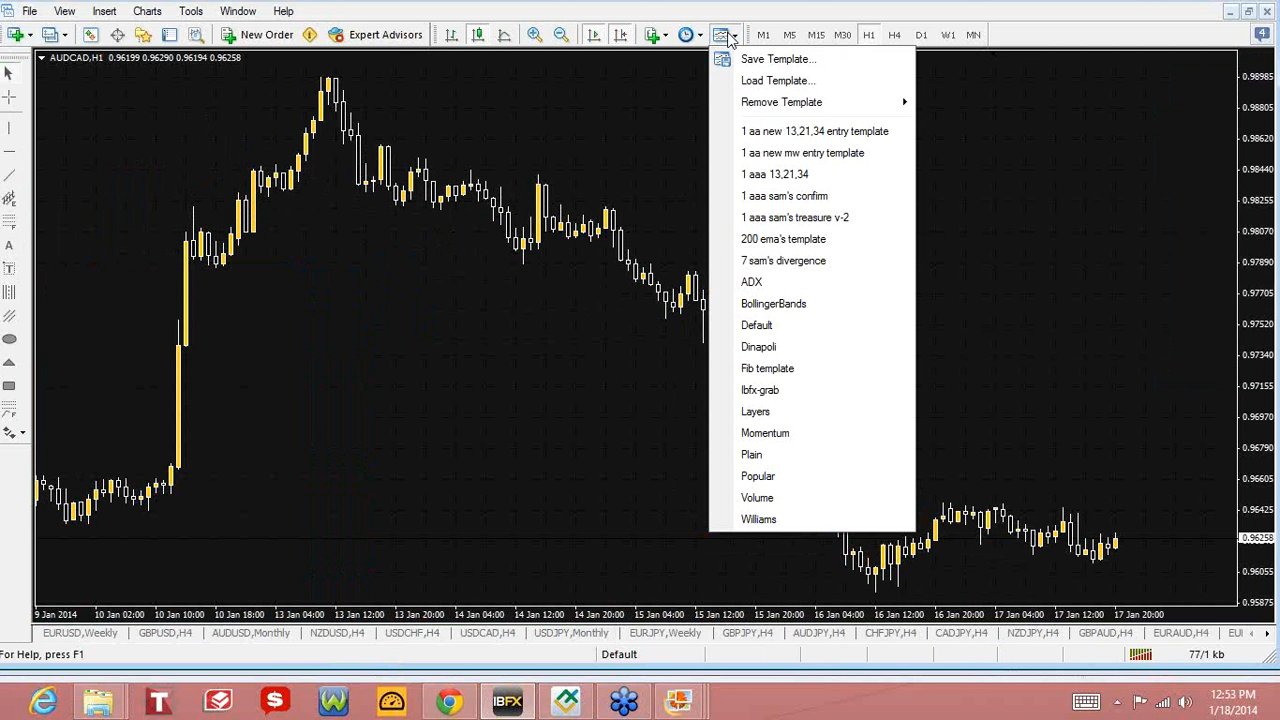 File View Insert Charts Tools Window Help
New Order Expert Advisors M1 M5 M15 M30 H1 H4 D1 W1 MN 4
AUDCAD,H1 0.96199 0.96290 0.96194 0.96258
Save Template...
Load Template...
Remove Template
1 aa new 13,21,34 entry template
1 aa new mw entry template
1 aaa 13,21,34
1 aaa sam's confirm
1 aaa sam's treasure v-2
200 ema's template
7 sam's divergence
ADX
BollingerBands
Default
Dinapoli
Fib template
Ibfx-grab
Layers
Momentum
Plain
Popular
Volume
Williams
0.98985
0.98805
0.98620
0.98440
0.98255
0.98070
0.97890
0.97705
0.97520
0.97340
0.97155
0.96970
0.96790
0.96605
0.96425
0.96258
0.96055
0.95875
9 Jan 2014 10 Jan 02:00 10 Jan 10:00 10 Jan 18:00 13 Jan 04:00 13 Jan 12:00 13 Jan 20:00 14 Jan 04:00 14 Jan 12:00 14 Jan 20:00 15 Jan 04:00 15 Jan 12:00 15 Jan 20:00 16 Jan 04:00 16 Jan 12:00 16 Jan 20:00 17 Jan 04:00 17 Jan 12:00 17 Jan 20:00
EURUSD,Weekly GBPUSD,H4 AUDUSD,Monthly NZDUSD,H4 USDCHF,H4 USDCAD,H4 USDJPY,Monthly EURJPY,Weekly GBPJPY,H4 AUDJPY,H4 CHFJPY,H4 CADJPY,H4 NZDJPY,H4 GBPAUD,H4 EURAUD,H4 EUI
For Help, press F1 Default 77/1 kb
IBFX
12:53 PM
1/18/2014